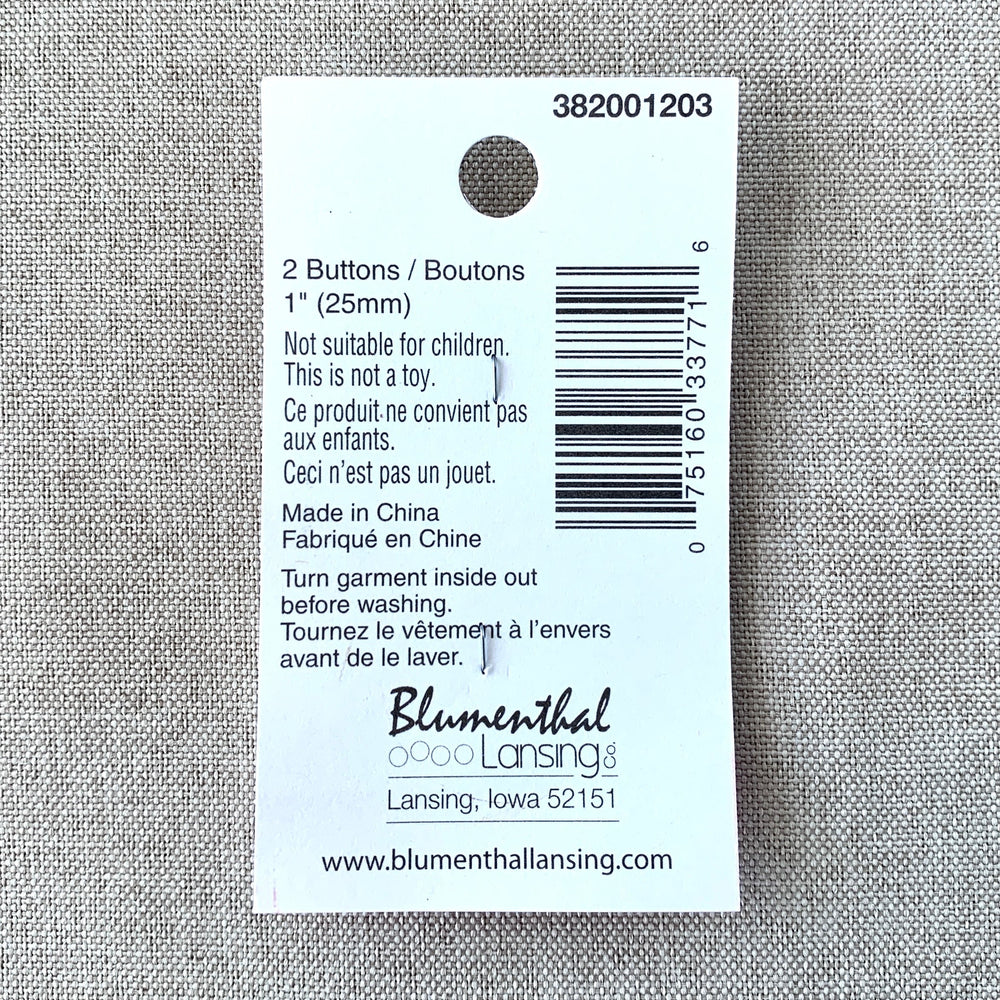 382001203
2 Buttons / Boutons
1" (25mm)
Not suitable for children.
This is not a toy.
Ce produit ne convient pas
aux enfants.
Ceci n'est pas un jouet.
Made in China
Fabriqué en Chine
Turn garment inside out
before washing.
Tournez le vêtement à l'envers
avant de le laver.
0 75160 33771 6
Blumenthal
Lansing Co.
Lansing, Iowa 52151
www.blumenthallansing.com